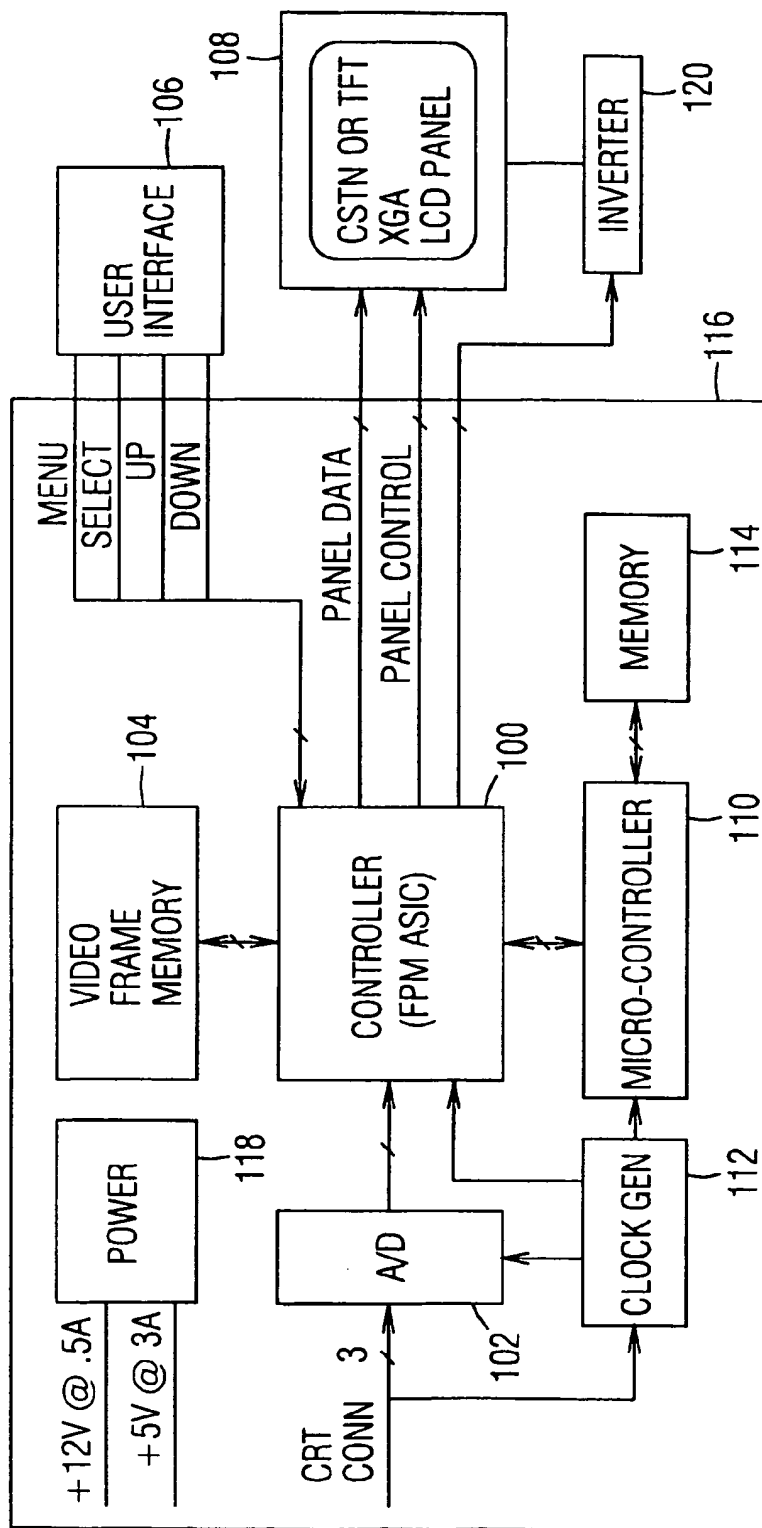 +12V @ .5A
+5V @ 3A
POWER
118
VIDEO
FRAME
MEMORY
104
MENU
SELECT
UP
DOWN
USER
INTERFACE
106
CRT
CONN
3
A/D
102
CONTROLLER
(FPM ASIC)
100
PANEL DATA
PANEL CONTROL
CSTN OR TFT
XGA
LCD PANEL
108
CLOCK GEN
112
MICRO-CONTROLLER
110
MEMORY
114
116
INVERTER
120